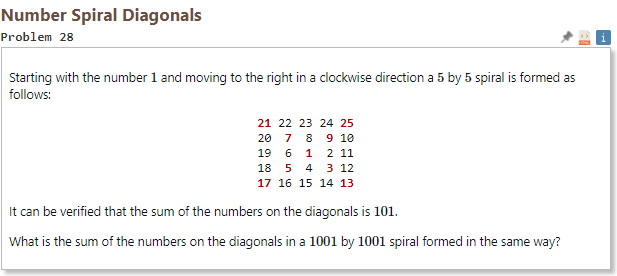 Number Spiral Diagonals
Problem 28
Starting with the number 1 and moving to the right in a clockwise direction a 5 by 5 spiral is formed as
follows:
21 22 23 24 25
20 7 8 9 10
19 6 1 2 11
18 5 4 3 12
17 16 15 14 13
It can be verified that the sum of the numbers on the diagonals is 101.
What is the sum of the numbers on the diagonals in a 1001 by 1001 spiral formed in the same way?